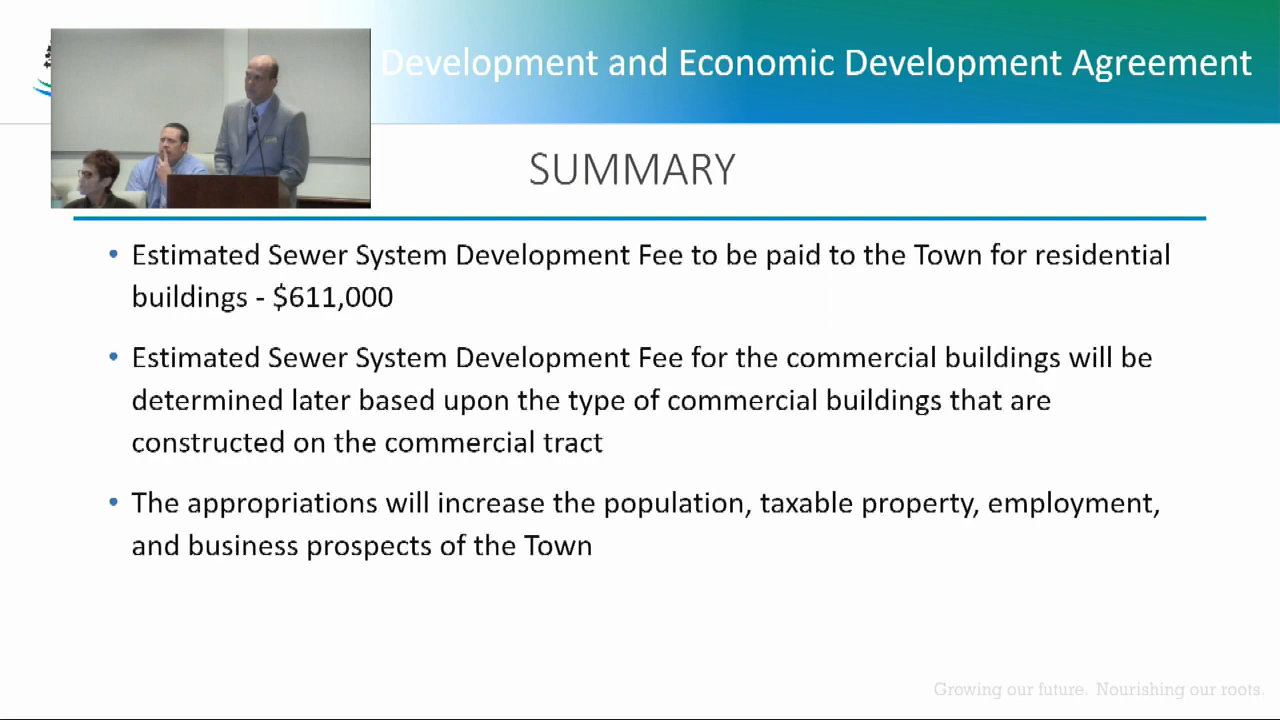 Development and Economic Development Agreement
SUMMARY
• Estimated Sewer System Development Fee to be paid to the Town for residential
buildings - $611,000
• Estimated Sewer System Development Fee for the commercial buildings will be
determined later based upon the type of commercial buildings that are
constructed on the commercial tract
• The appropriations will increase the population, taxable property, employment,
and business prospects of the Town
Growing our future. Nourishing our roots.